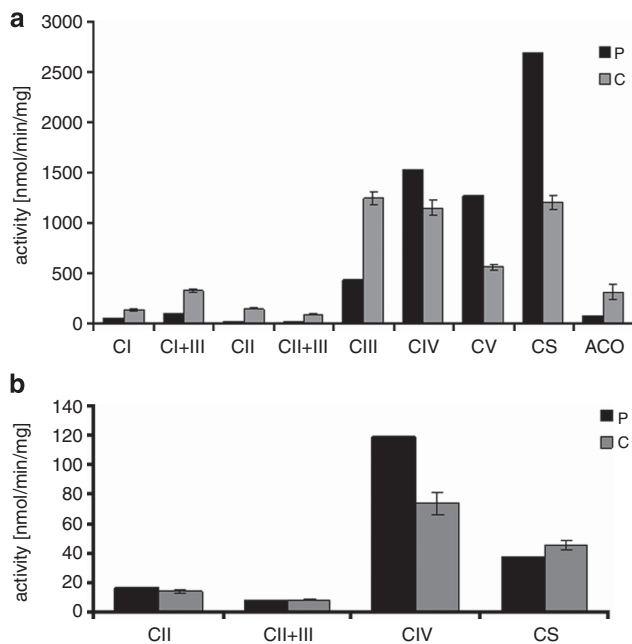 a
activity [nmol/min/mg]
3000
2500
2000
1500
1000
500
0
P
C
CI CI+III CII CII+III CIII CIV CV CS ACO
b
activity [nmol/min/mg]
140
120
100
80
60
40
20
0
P
C
CII CII+III CIV CS